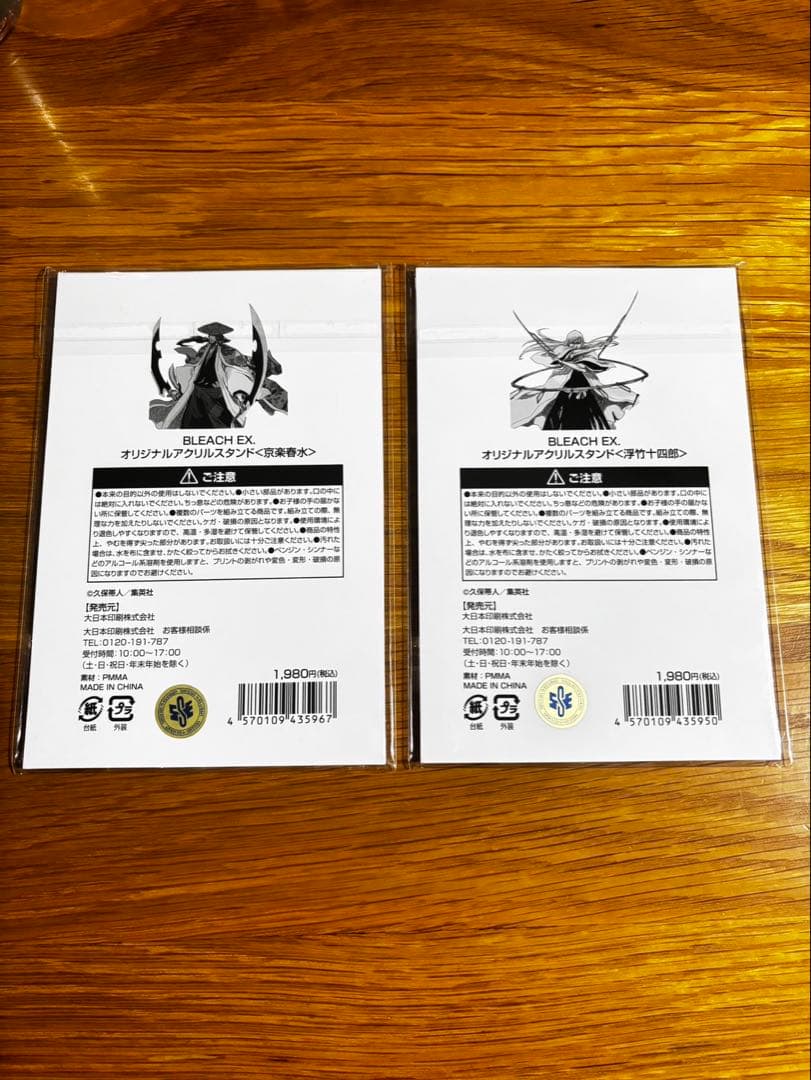 BLEACH EX.
オリジナルアクリルスタンド<京楽春水>
ご注意
●本来の目的以外の使用はしないでください。●小さい部品があります。口の中に
は絶対に入れないでください。ちっ息などの危険があります。●お子様の手の届かな
い所に保管してください。●複数のパーツを組み立てる商品です。組み立ての際、無
理な力を加えたりしないでください。ケガ・破損の原因となります。●使用環境によ
り退色しやすくなりますので、高温・多湿を避けて保管してください。●商品の特性
上、やむを得ず尖った部分があります。お取扱いには十分ご注意ください。●汚れた
場合は、水を布に含ませ、かたく絞ってからお拭きください。●ベンジン・シンナーな
どのアルコール系溶剤を使用しますと、プリントの剥がれや変色・変形・破損の原
因になりますのでお避けください。
©久保帯人／集英社
【発売元】
大日本印刷株式会社
大日本印刷株式会社 お客様相談係
TEL:0120-191-787
受付時間:10:00〜17:00
(土・日・祝日・年末年始を除く)
素材:PMMA
MADE IN CHINA
1,980円(税込)
紙
台紙
プラ
外装
4 570109 435967
BLEACH EX.
オリジナルアクリルスタンド<浮竹十四郎>
ご注意
●本来の目的以外の使用はしないでください。●小さい部品があります。口の中に
は絶対に入れないでください。ちっ息などの危険があります。●お子様の手の届かな
い所に保管してください。●複数のパーツを組み立てる商品です。組み立ての際、無
理な力を加えたりしないでください。ケガ・破損の原因となります。●使用環境によ
り退色しやすくなりますので、高温・多湿を避けて保管してください。●商品の特性
上、やむを得ず尖った部分があります。お取扱いには十分ご注意ください。●汚れた
場合は、水を布に含ませ、かたく絞ってからお拭きください。●ベンジン・シンナーな
どのアルコール系溶剤を使用しますと、プリントの剥がれや変色・変形・破損の原
因になりますのでお避けください。
©久保帯人／集英社
【発売元】
大日本印刷株式会社
大日本印刷株式会社 お客様相談係
TEL:0120-191-787
受付時間:10:00〜17:00
(土・日・祝日・年末年始を除く)
素材:PMMA
MADE IN CHINA
1,980円(税込)
紙
台紙
プラ
外装
4 570109 435950